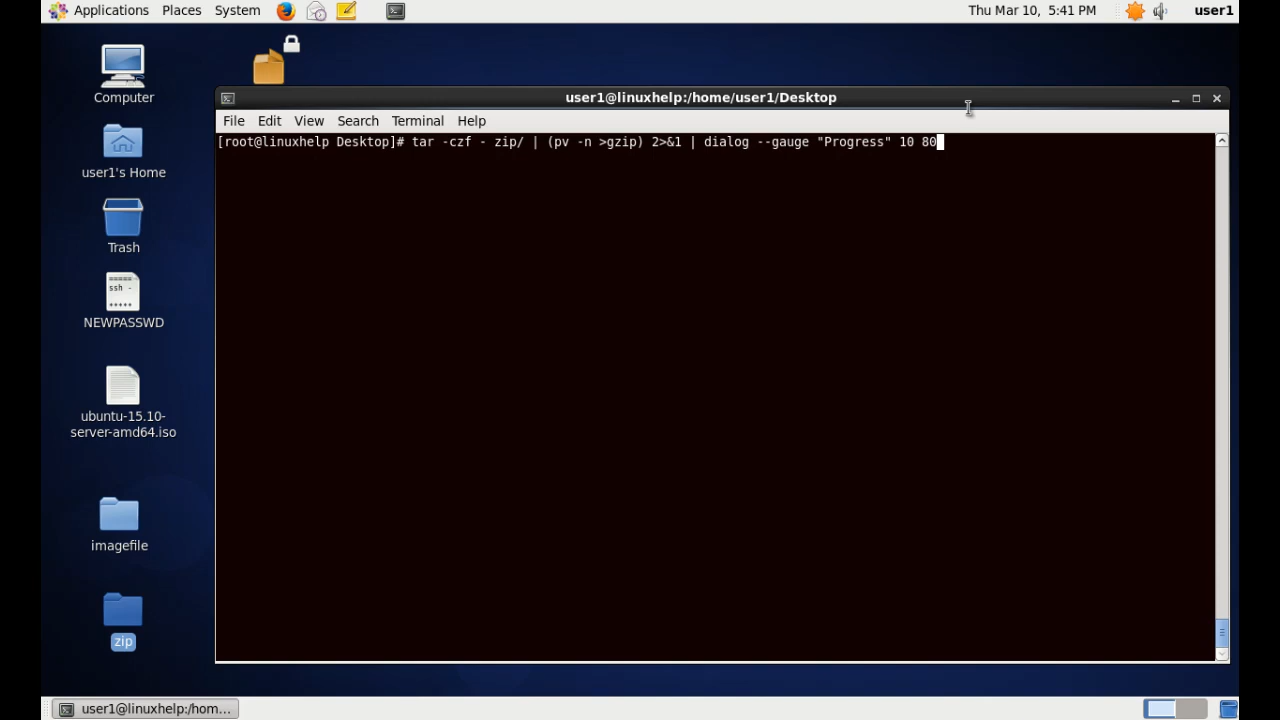 Applications Places System Thu Mar 10, 5:41 PM user1
Computer
user1's Home
Trash
ssh -
NEWPASSWD
ubuntu-15.10-
server-amd64.iso
imagefile
zip
user1@linuxhelp:/home/user1/Desktop
File Edit View Search Terminal Help
[root@linuxhelp Desktop]# tar -czf - zip/ | (pv -n >gzip) 2>&1 | dialog --gauge "Progress" 10 80
user1@linuxhelp:/hom...